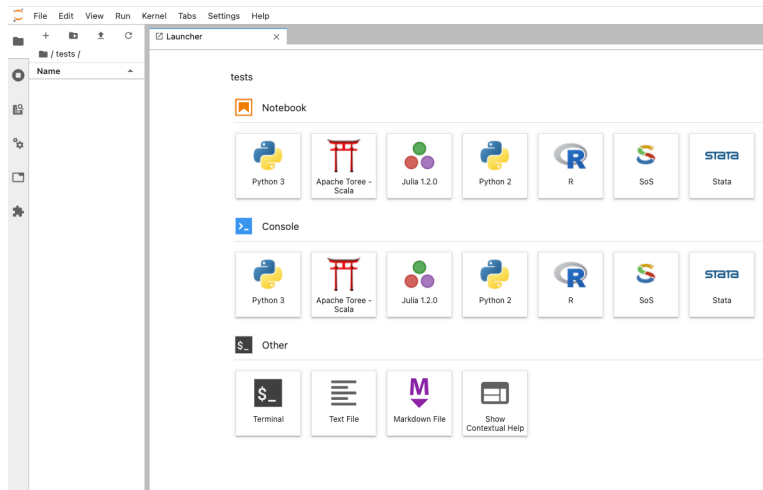 File Edit View Run Kernel Tabs Settings Help
Launcher
/ tests /
Name
tests
Notebook
Python 3
Apache Toree -
Scala
Julia 1.2.0
Python 2
R
SoS
stata
Stata
Console
Python 3
Apache Toree -
Scala
Julia 1.2.0
Python 2
R
SoS
stata
Stata
$_ Other
$_
Terminal
Text File
M
Markdown File
Show
Contextual Help